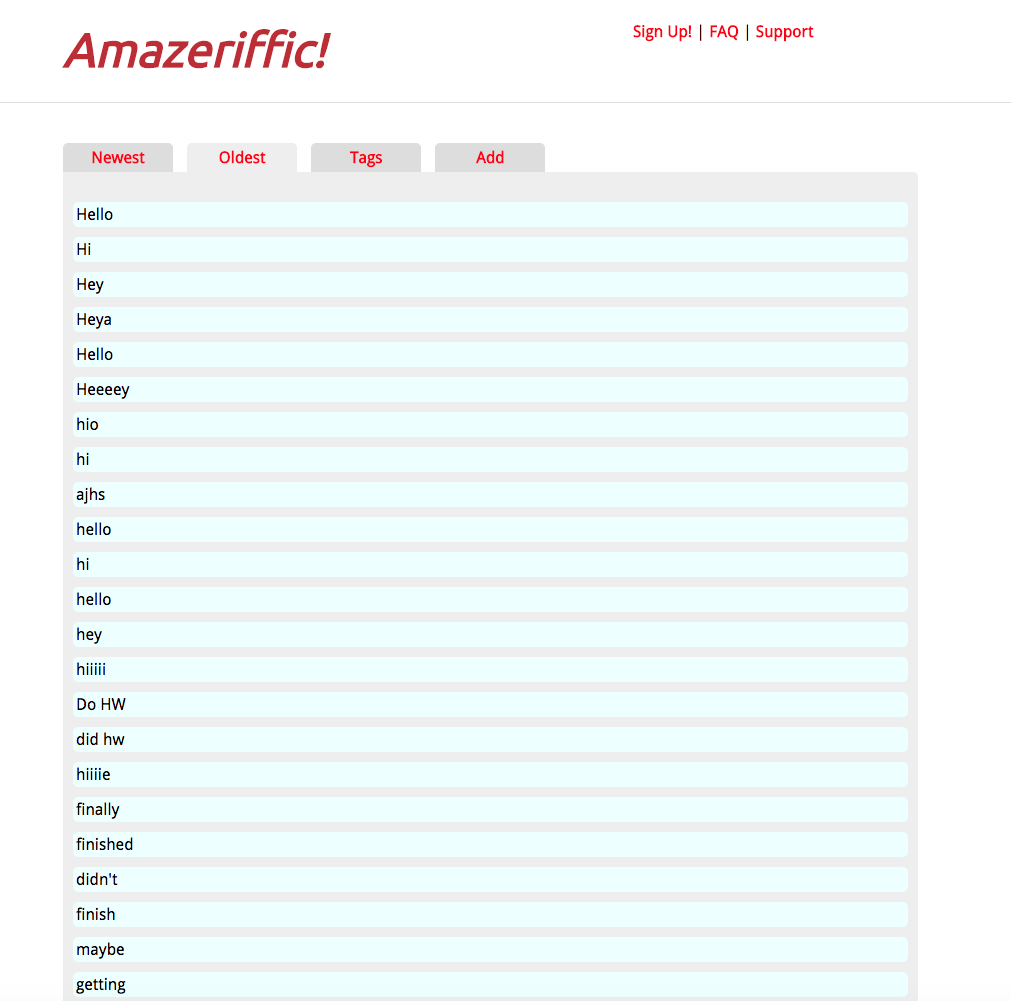 Amazeriffic!
Sign Up! | FAQ | Support
Newest Oldest Tags Add
Hello
Hi
Hey
Heya
Hello
Heeeey
hio
hi
ajhs
hello
hi
hello
hey
hiiiii
Do HW
did hw
hiiiie
finally
finished
didn't
finish
maybe
getting